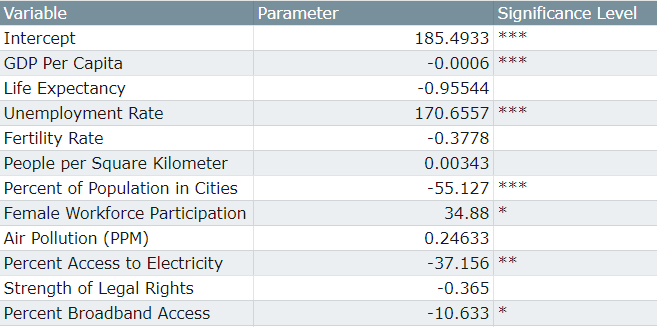 Variable Parameter Significance Level
Intercept 185.4933 ***
GDP Per Capita -0.0006 ***
Life Expectancy -0.95544
Unemployment Rate 170.6557 ***
Fertility Rate -0.3778
People per Square Kilometer 0.00343
Percent of Population in Cities -55.127 ***
Female Workforce Participation 34.88 *
Air Pollution (PPM) 0.24633
Percent Access to Electricity -37.156 **
Strength of Legal Rights -0.365
Percent Broadband Access -10.633 *